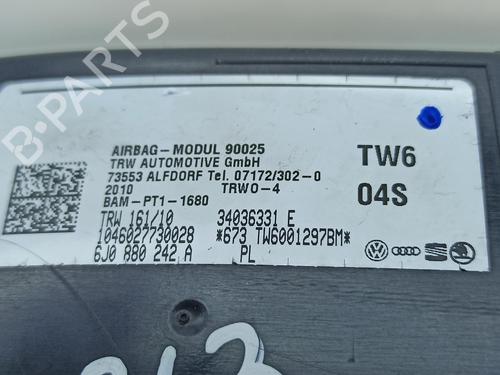 AIRBAG-MODUL 90025
TRW AUTOMOTIVE GmbH
73553 ALFDORF Tel. 07172/302-0
2010 TRWO-4
BAM-PT1-1680
TRW 161/10 34036331 E
1046027730028 *673 TW6001297BM*
6J0 880 242 A PL
TW6
04S